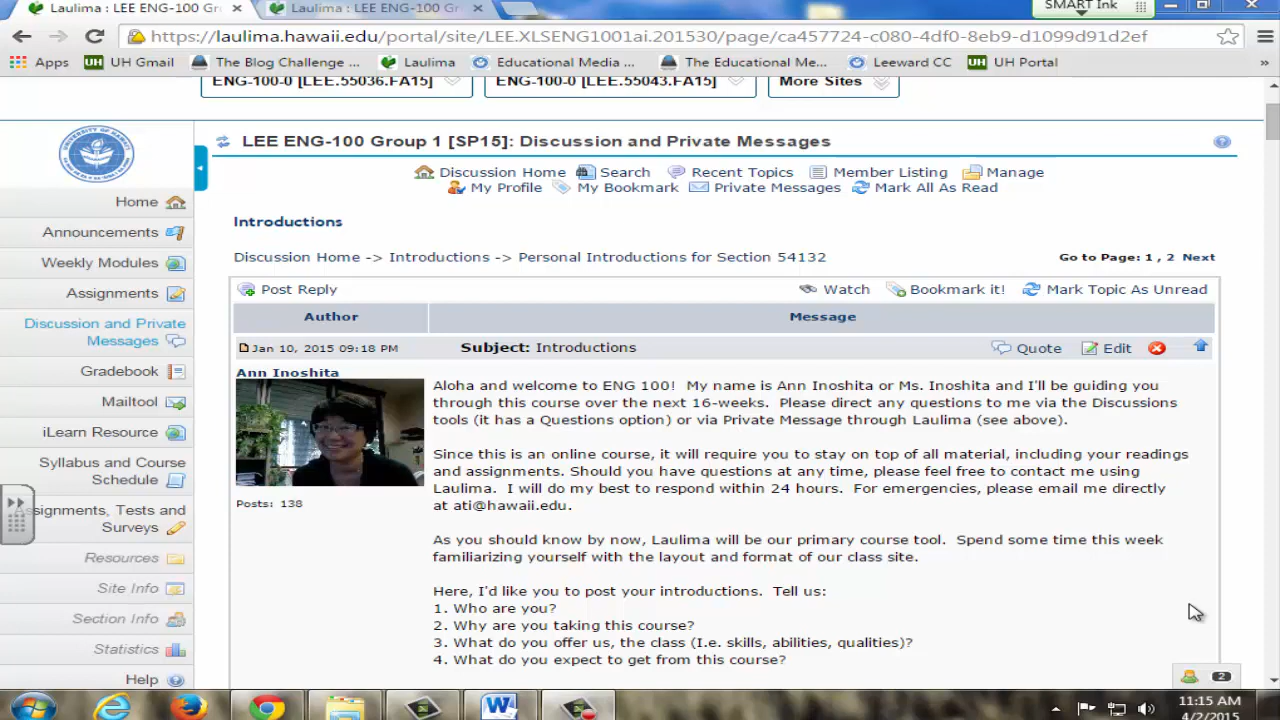 Laulima : LEE ENG-100 Gr
Laulima : LEE ENG-100 Gr
SMART Ink
https://laulima.hawaii.edu/portal/site/LEE.XLSENG1001ai.201530/page/ca457724-c080-4df0-8eb9-d1099d91d2ef
Apps UH Gmail The Blog Challenge ... Laulima Educational Media ... The Educational Me... Leeward CC UH Portal »
ENG-100-0 [LEE.55036.FA15] ENG-100-0 [LEE.55043.FA15] More Sites
UNIVERSITY OF HAWAII
LEE ENG-100 Group 1 [SP15]: Discussion and Private Messages
Discussion Home Search Recent Topics Member Listing Manage
My Profile My Bookmark Private Messages Mark All As Read
Home
Announcements
Weekly Modules
Assignments
Discussion and Private
Messages
Gradebook
Mailtool
iLearn Resource
Syllabus and Course
Schedule
signments, Tests and
Surveys
Resources
Site Info
Section Info
Statistics
Help
Introductions
Discussion Home -> Introductions -> Personal Introductions for Section 54132
Go to Page: 1 , 2 Next
Post Reply Watch Bookmark it! Mark Topic As Unread
Author Message
Jan 10, 2015 09:18 PM Subject: Introductions Quote Edit
Ann Inoshita
Posts: 138
Aloha and welcome to ENG 100! My name is Ann Inoshita or Ms. Inoshita and I'll be guiding you
through this course over the next 16-weeks. Please direct any questions to me via the Discussions
tools (it has a Questions option) or via Private Message through Laulima (see above).
Since this is an online course, it will require you to stay on top of all material, including your readings
and assignments. Should you have questions at any time, please feel free to contact me using
Laulima. I will do my best to respond within 24 hours. For emergencies, please email me directly
at ati@hawaii.edu.
As you should know by now, Laulima will be our primary course tool. Spend some time this week
familiarizing yourself with the layout and format of our class site.
Here, I'd like you to post your introductions. Tell us:
1. Who are you?
2. Why are you taking this course?
3. What do you offer us, the class (I.e. skills, abilities, qualities)?
4. What do you expect to get from this course?
2
11:15 AM
4/2/2015